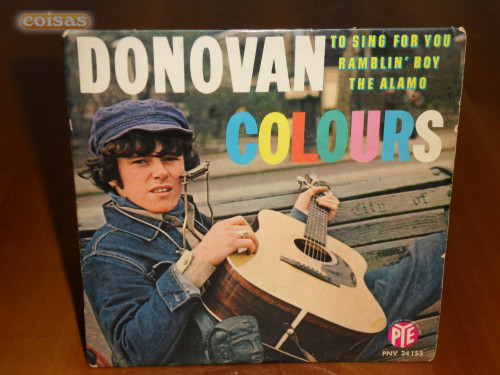 coisas
DONOVAN
TO SING FOR YOU
RAMBLIN' BOY
THE ALAMO
COLOURS
City of
PYE
PNV 24153